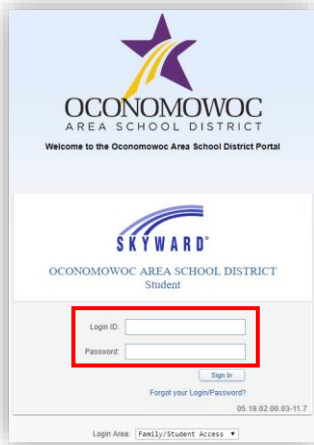 OCONOMOWOC
AREA SCHOOL DISTRICT
Welcome to the Oconomowoc Area School District Portal
SKYWARD®
OCONOMOWOC AREA SCHOOL DISTRICT
Student
Login ID:
Password:
Sign In
Forgot your Login/Password?
05.19.02.00.03-11.7
Login Area: Family/Student Access